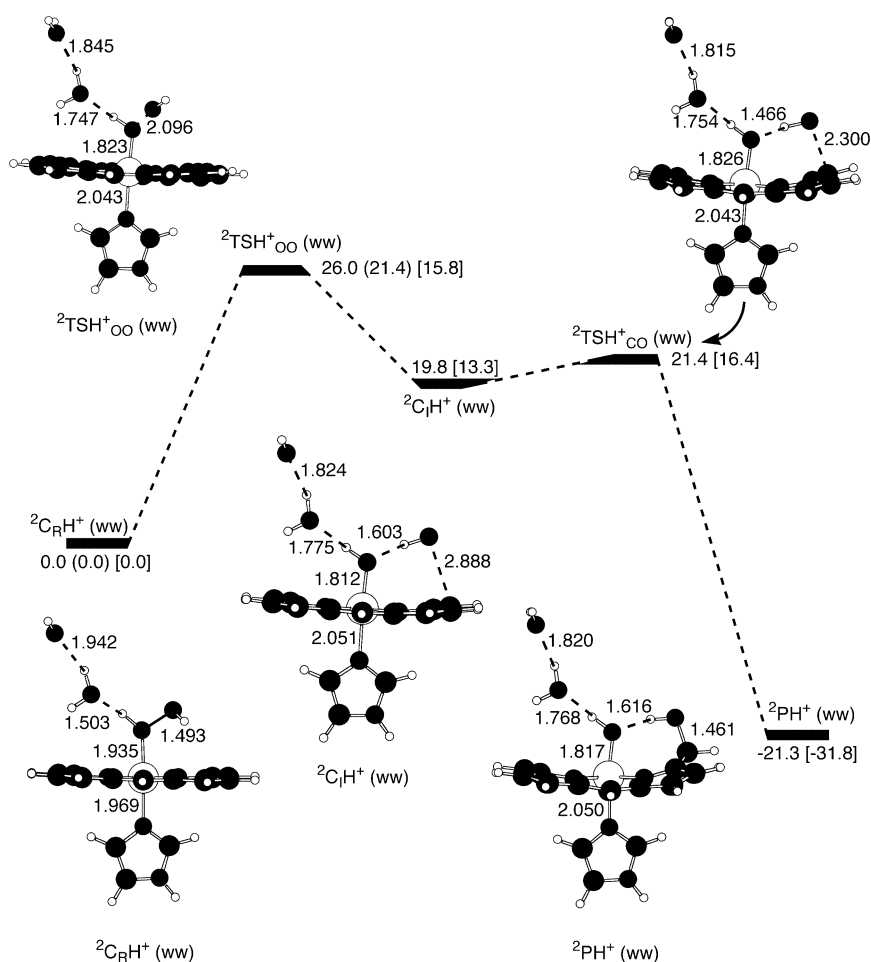 1.845
1.747
2.096
1.823
2.043
²TSH⁺OO (ww)
²TSH⁺OO (ww)
26.0 (21.4) [15.8]
1.815
1.754
1.466
2.300
1.826
2.043
²TSH⁺CO (ww)
21.4 [16.4]
19.8 [13.3]
²CIH⁺ (ww)
²CRH⁺ (ww)
0.0 (0.0) [0.0]
1.824
1.775
1.603
2.888
1.812
2.051
²CIH⁺ (ww)
1.942
1.503
1.493
1.935
1.969
²CRH⁺ (ww)
1.820
1.768
1.616
1.461
1.817
2.050
²PH⁺ (ww)
²PH⁺ (ww)
-21.3 [-31.8]